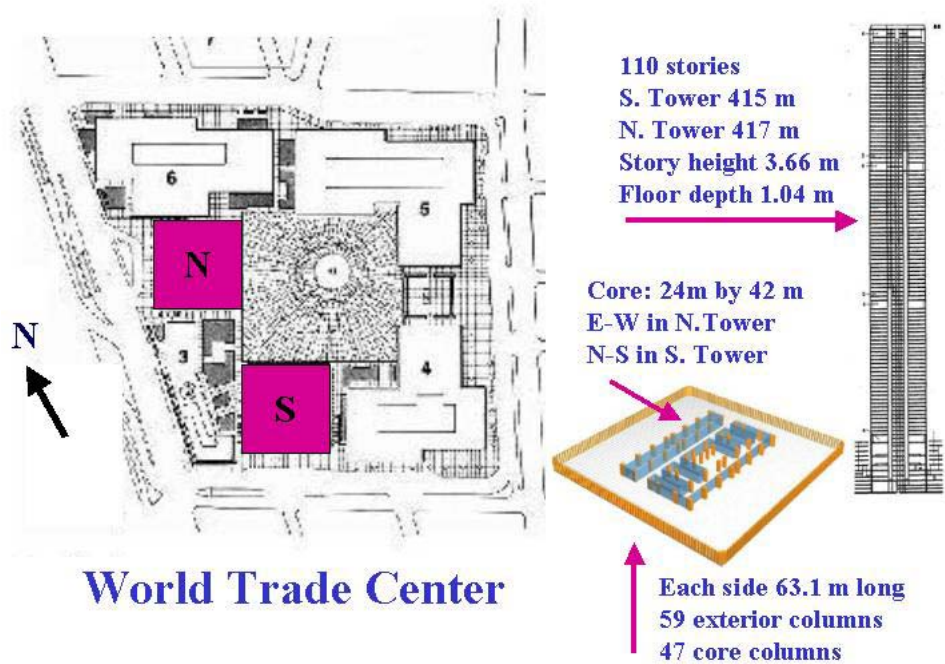 110 stories
S. Tower 415 m
N. Tower 417 m
Story height 3.66 m
Floor depth 1.04 m
6
5
N
Core: 24m by 42 m
E-W in N.Tower
N-S in S. Tower
N
3
4
S
World Trade Center
Each side 63.1 m long
59 exterior columns
47 core columns